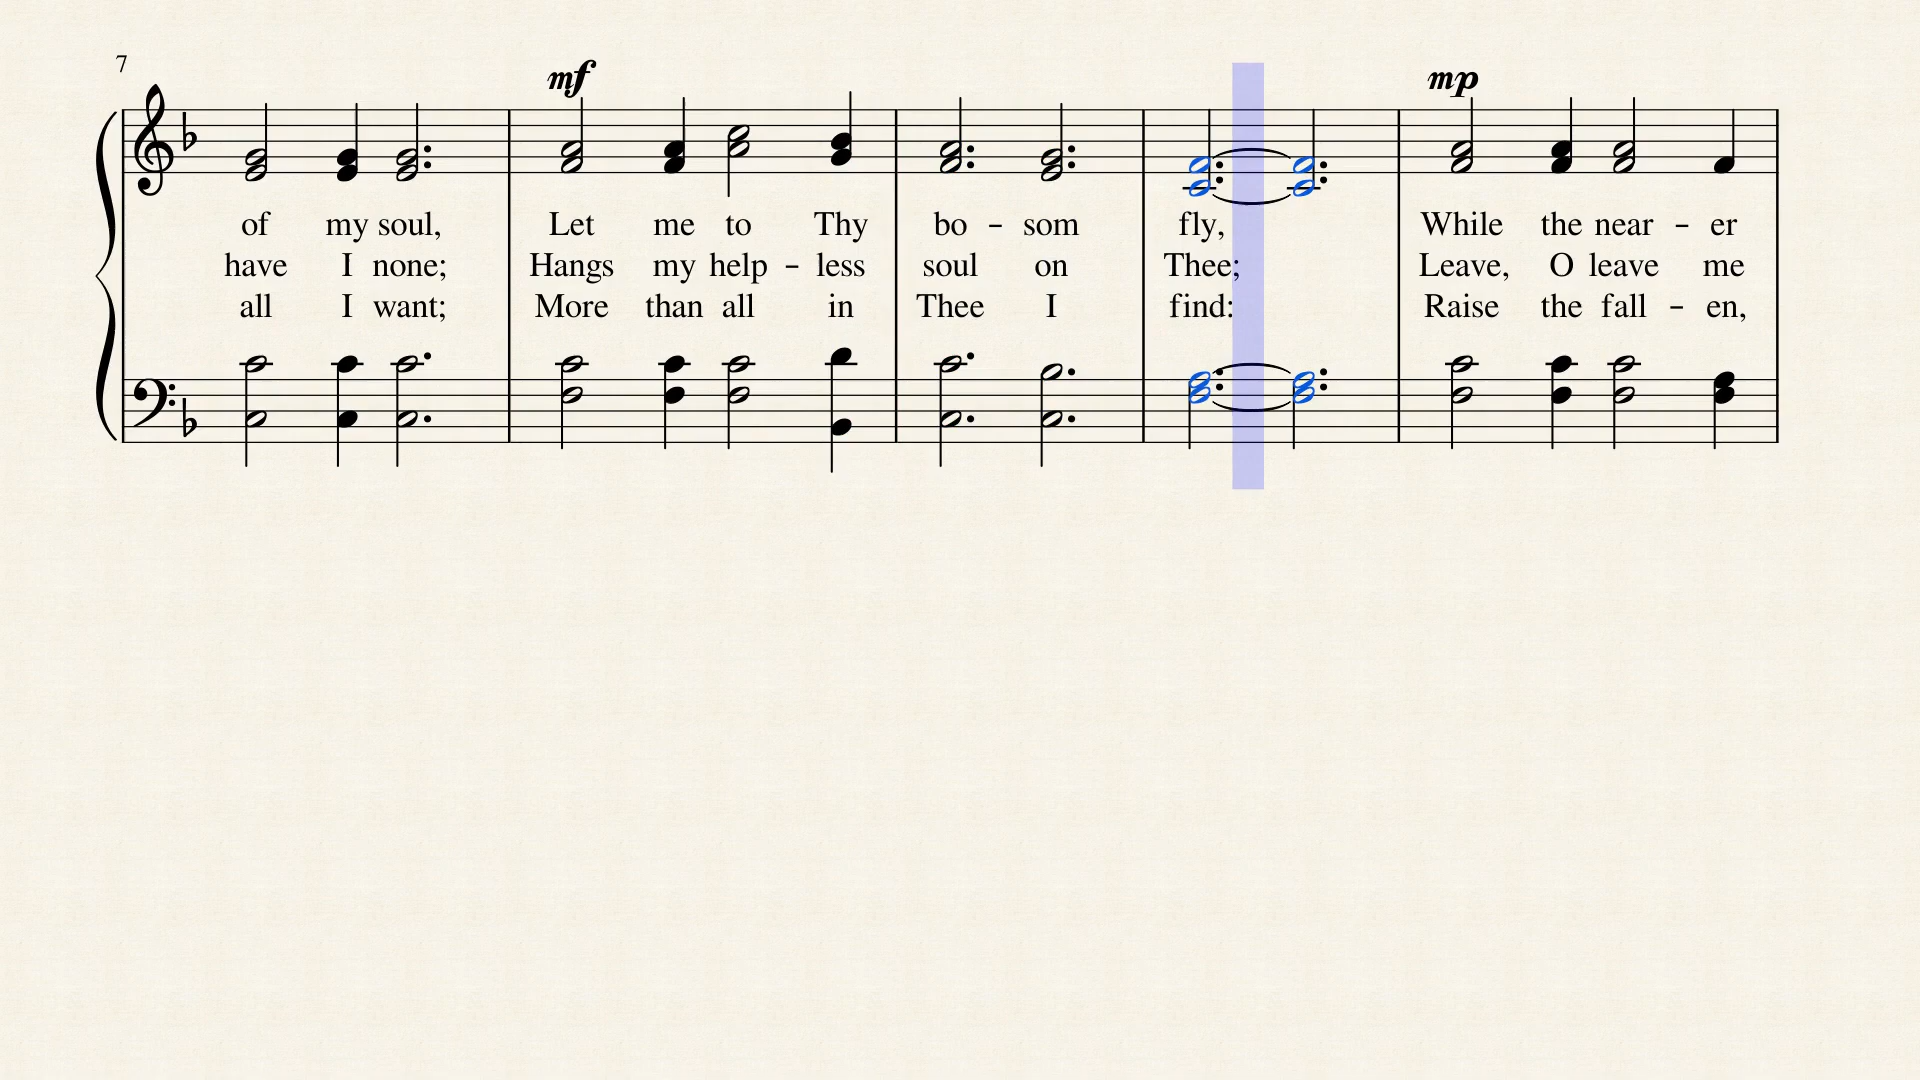 7
mf mp
of my soul, Let me to Thy bo - som fly, While the near - er
have I none; Hangs my help - less soul on Thee; Leave, O leave me
all I want; More than all in Thee I find: Raise the fall - en,